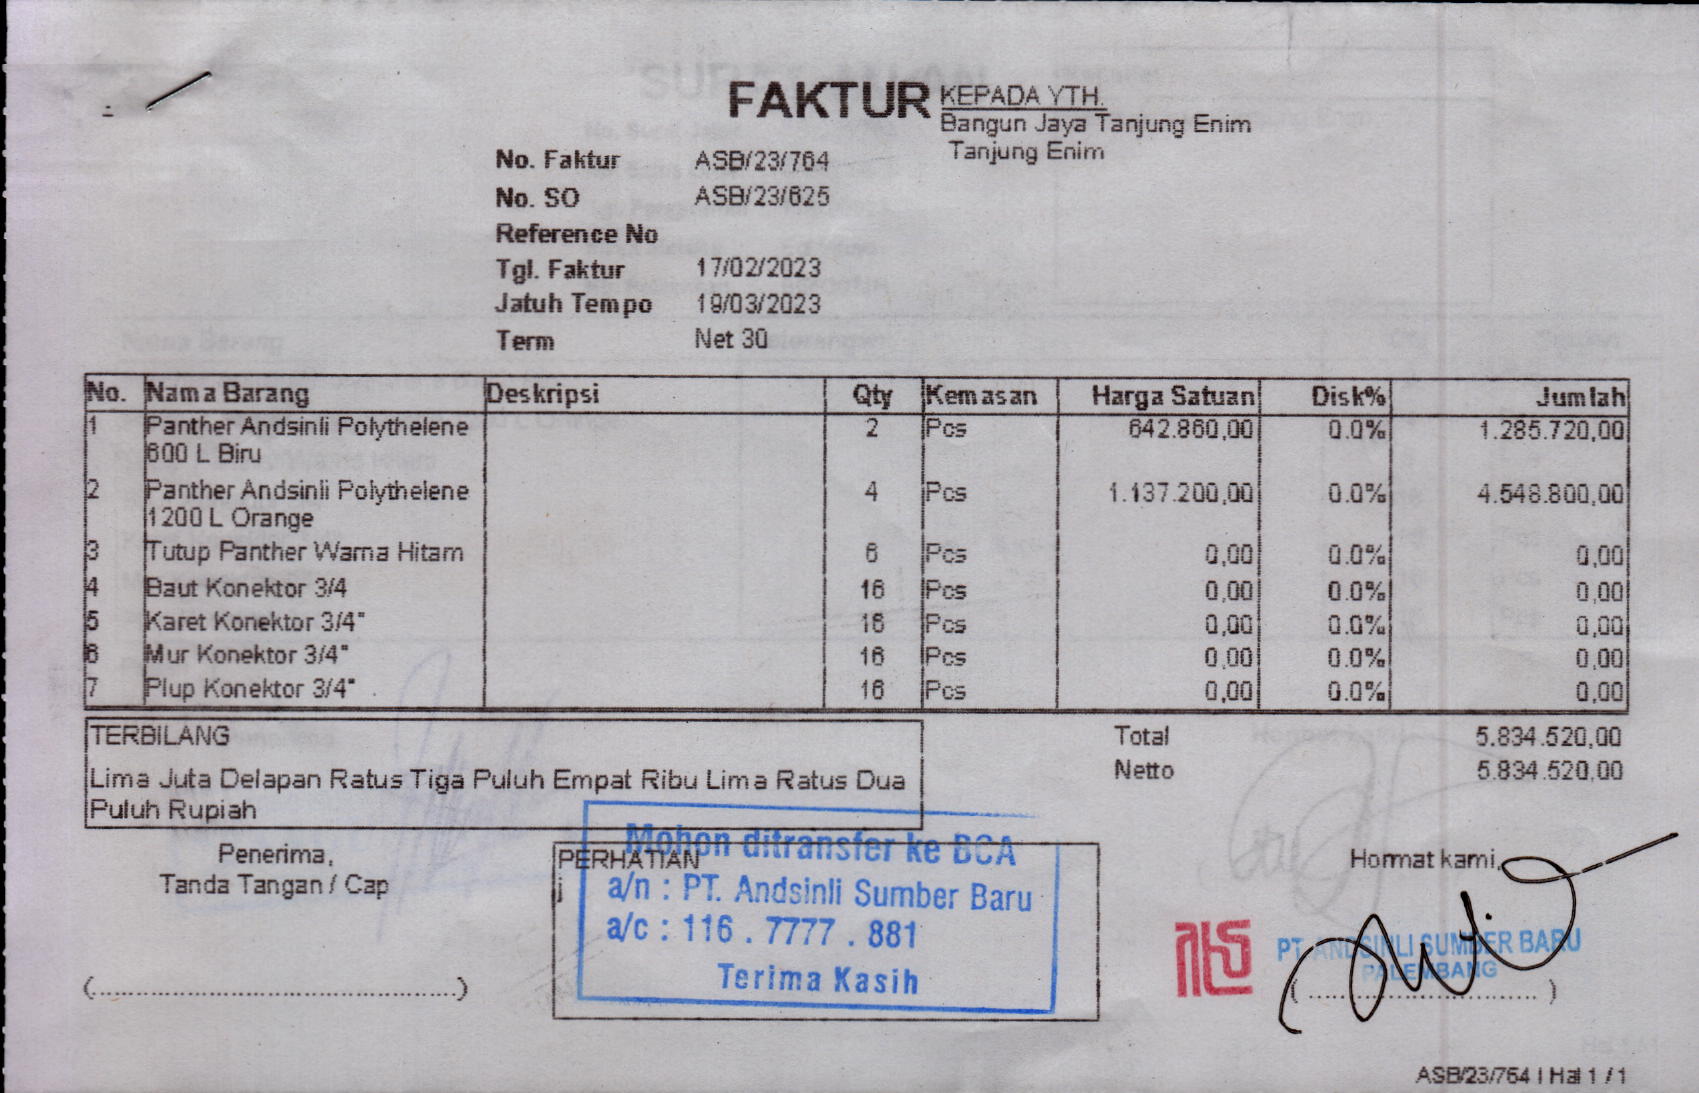 FAKTUR
KEPADA YTH.
Bangun Jaya Tanjung Enim
Tanjung Enim
No. Faktur ASB/23/764
No. SO ASB/23/625
Reference No
Tgl. Faktur 17/02/2023
Jatuh Tempo 19/03/2023
Term Net 30
No. Nama Barang Deskripsi Qty Kemasan Harga Satuan Disk% Jumlah
1 Panther Andsinli Polythelene 2 Pcs 642.860,00 0.0% 1.285.720,00
600 L Biru
2 Panther Andsinli Polythelene 4 Pcs 1.137.200,00 0.0% 4.548.800,00
1200 L Orange
3 Tutup Panther Warna Hitam 6 Pcs 0,00 0.0% 0,00
4 Baut Konektor 3/4 16 Pcs 0,00 0.0% 0,00
5 Karet Konektor 3/4" 16 Pcs 0,00 0.0% 0,00
6 Mur Konektor 3/4" 16 Pcs 0,00 0.0% 0,00
7 Plup Konektor 3/4" 16 Pcs 0,00 0.0% 0,00
TERBILANG
Lima Juta Delapan Ratus Tiga Puluh Empat Ribu Lima Ratus Dua
Puluh Rupiah
Total 5.834.520,00
Netto 5.834.520,00
Penerima,
Tanda Tangan / Cap
(..........................................)
PERHATIAN
j
Mohon ditransfer ke BCA
a/n : PT. Andsinli Sumber Baru
a/c : 116 . 7777 . 881
Terima Kasih
Hormat kami,
PT. ANDSINLI SUMBER BARU
PALEMBANG
( .............................. )
ASB/23/764 | Hal 1 / 1